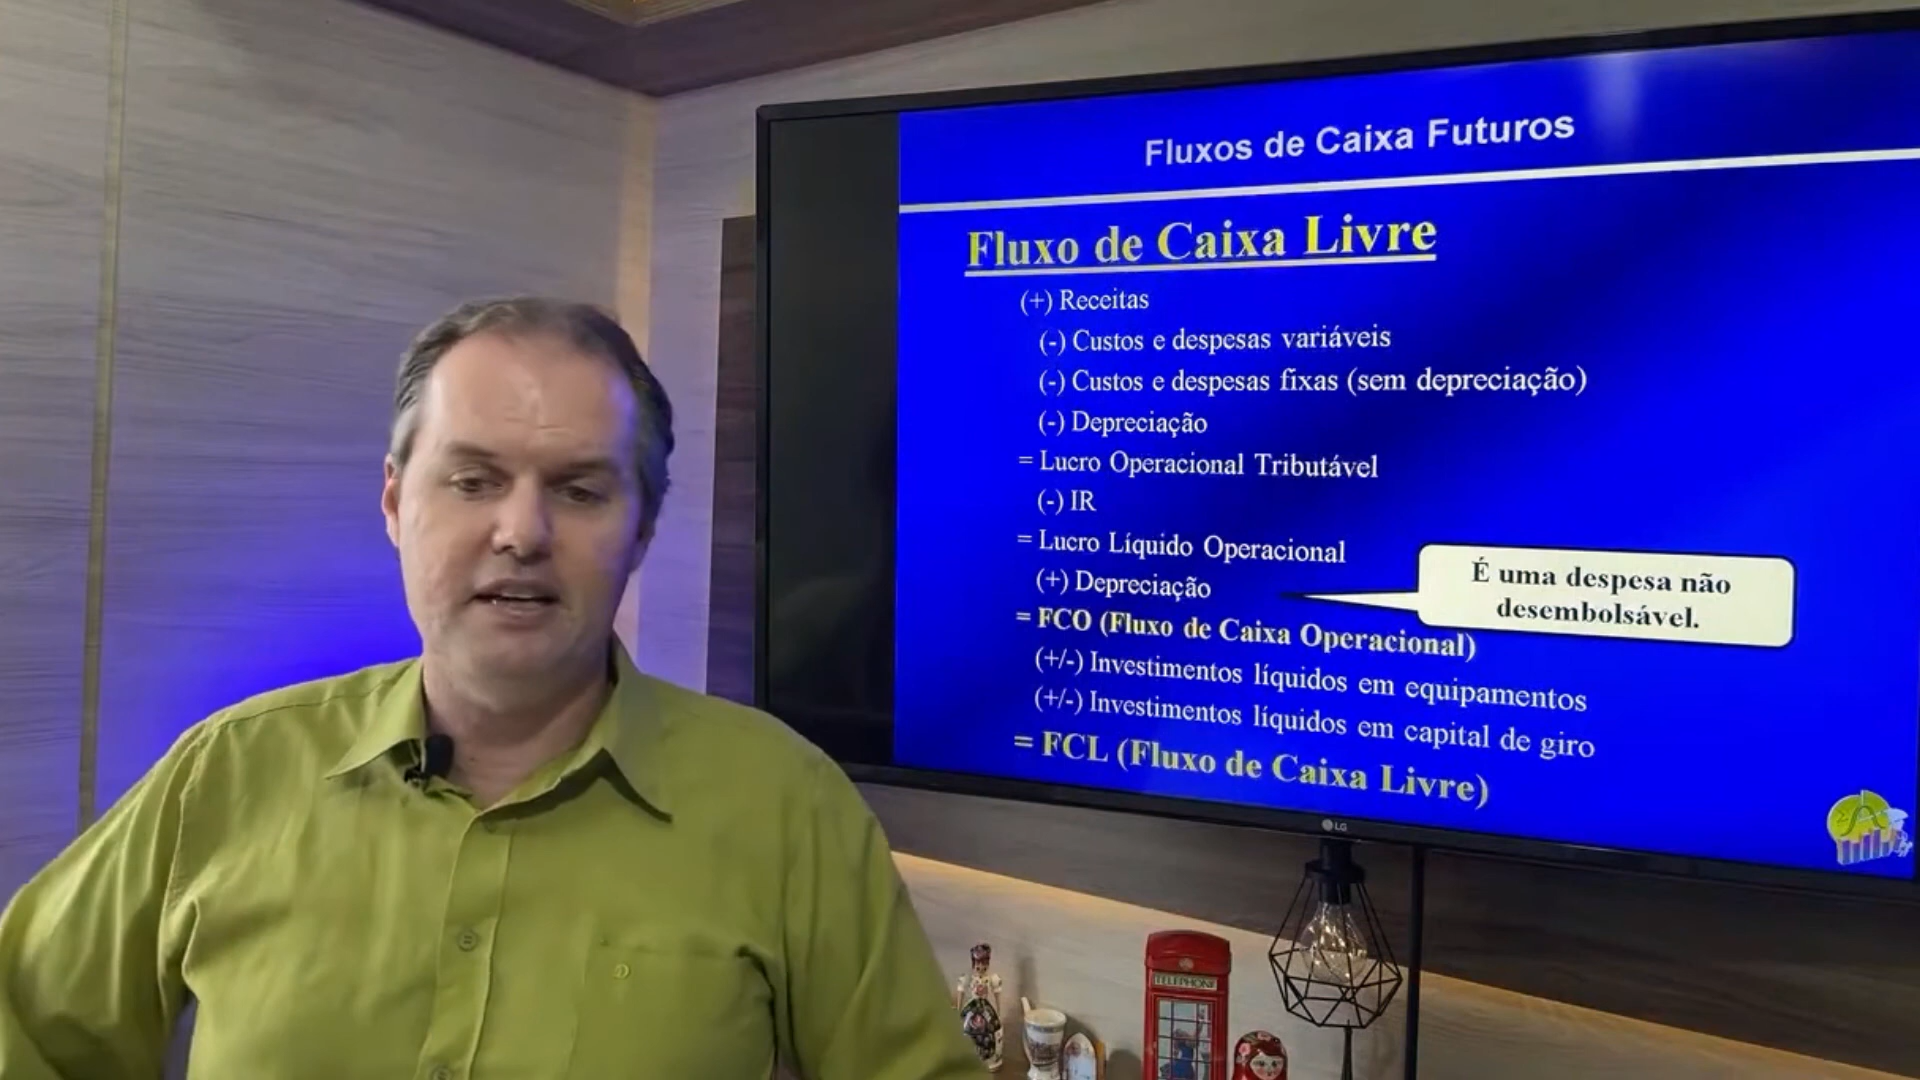 Fluxos de Caixa Futuros
Fluxo de Caixa Livre
(+) Receitas
(-) Custos e despesas variáveis
(-) Custos e despesas fixas (sem depreciação)
(-) Depreciação
= Lucro Operacional Tributável
(-) IR
= Lucro Líquido Operacional
(+) Depreciação
É uma despesa não
desembolsável.
= FCO (Fluxo de Caixa Operacional)
(+/-) Investimentos líquidos em equipamentos
(+/-) Investimentos líquidos em capital de giro
= FCL (Fluxo de Caixa Livre)
LG
TELEPHONE